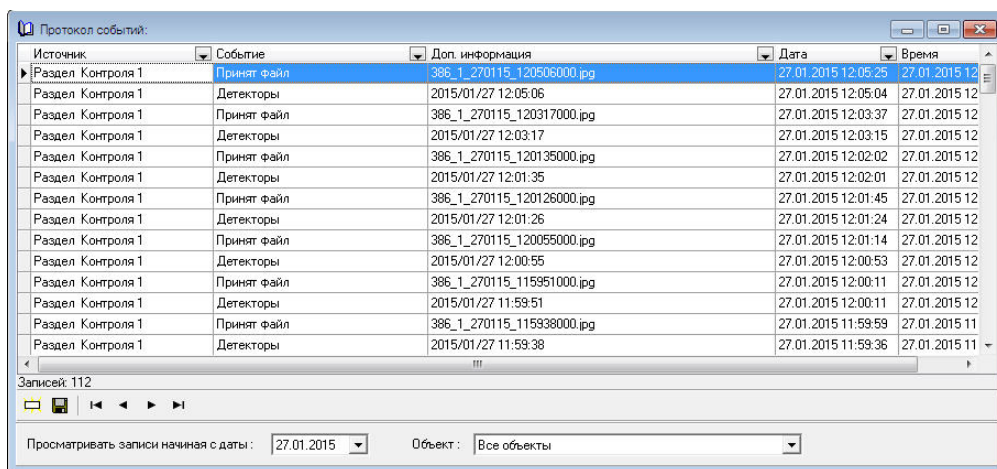 Протокол событий:
Источник Событие Доп. информация Дата Время
Раздел Контроля 1 Принят файл 386_1_270115_120506000.jpg 27.01.2015 12:05:25 27.01.2015 12
Раздел Контроля 1 Детекторы 2015/01/27 12:05:06 27.01.2015 12:05:04 27.01.2015 12
Раздел Контроля 1 Принят файл 386_1_270115_120317000.jpg 27.01.2015 12:03:37 27.01.2015 12
Раздел Контроля 1 Детекторы 2015/01/27 12:03:17 27.01.2015 12:03:15 27.01.2015 12
Раздел Контроля 1 Принят файл 386_1_270115_120135000.jpg 27.01.2015 12:02:02 27.01.2015 12
Раздел Контроля 1 Детекторы 2015/01/27 12:01:35 27.01.2015 12:02:01 27.01.2015 12
Раздел Контроля 1 Принят файл 386_1_270115_120126000.jpg 27.01.2015 12:01:45 27.01.2015 12
Раздел Контроля 1 Детекторы 2015/01/27 12:01:26 27.01.2015 12:01:24 27.01.2015 12
Раздел Контроля 1 Принят файл 386_1_270115_120055000.jpg 27.01.2015 12:01:14 27.01.2015 12
Раздел Контроля 1 Детекторы 2015/01/27 12:00:55 27.01.2015 12:00:53 27.01.2015 12
Раздел Контроля 1 Принят файл 386_1_270115_115951000.jpg 27.01.2015 12:00:11 27.01.2015 12
Раздел Контроля 1 Детекторы 2015/01/27 11:59:51 27.01.2015 12:00:11 27.01.2015 12
Раздел Контроля 1 Принят файл 386_1_270115_115938000.jpg 27.01.2015 11:59:59 27.01.2015 11
Раздел Контроля 1 Детекторы 2015/01/27 11:59:38 27.01.2015 11:59:36 27.01.2015 11
Записей: 112
Просматривать записи начиная с даты : 27.01.2015 Объект : Все объекты